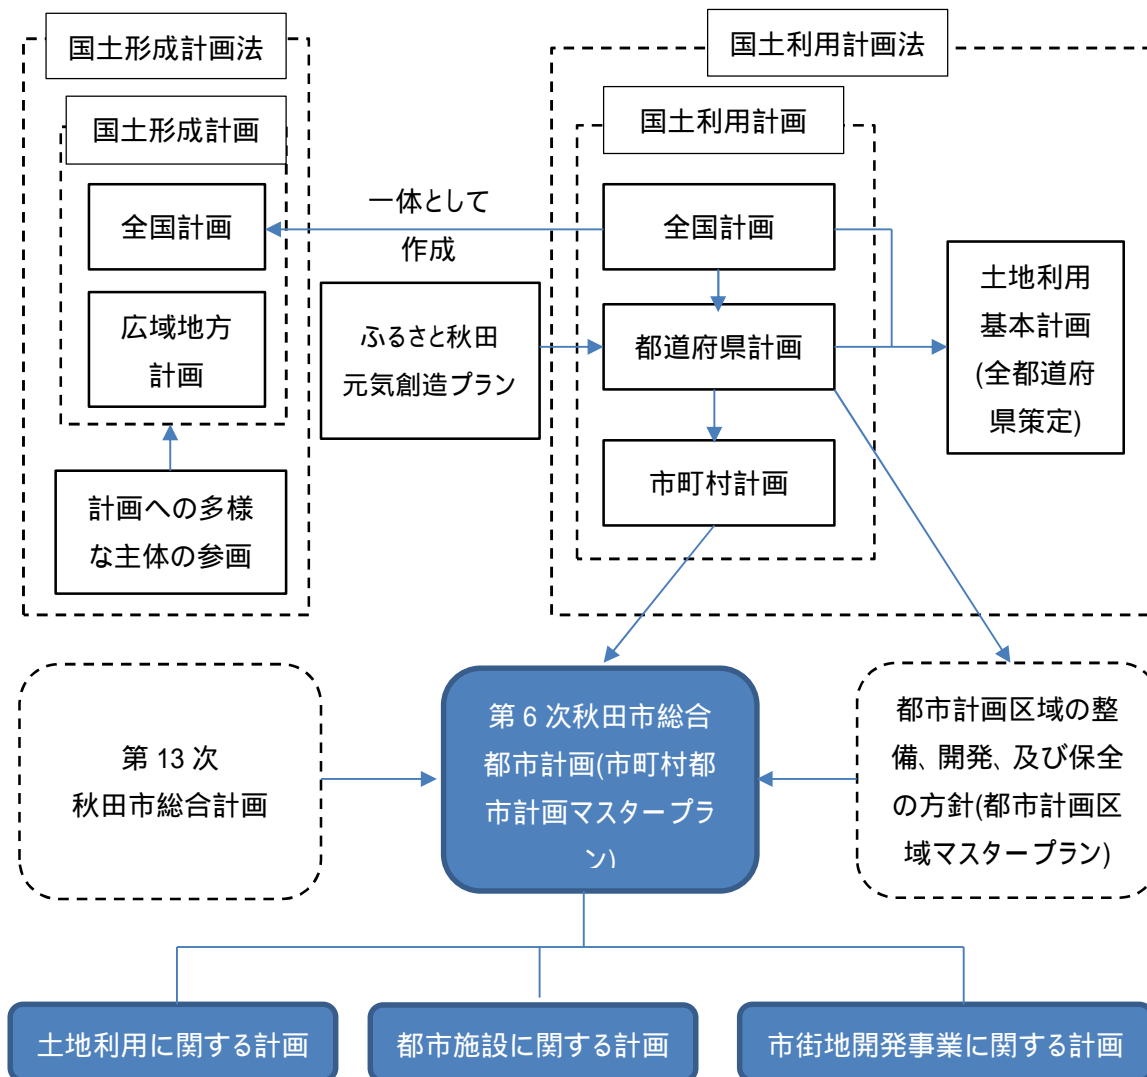 国土形成計画法
国土形成計画
全国計画
広域地方
計画
計画への多様
な主体の参画
一体として
作成
ふるさと秋田
元気創造プラン
国土利用計画法
国土利用計画
全国計画
都道府県計画
市町村計画
土地利用
基本計画
(全都道府
県策定)
第 13 次
秋田市総合計画
第 6 次秋田市総合
都市計画(市町村都
市計画マスタープラ
ン)
都市計画区域の整
備、開発、及び保全
の方針(都市計画区
域マスタープラン)
土地利用に関する計画
都市施設に関する計画
市街地開発事業に関する計画